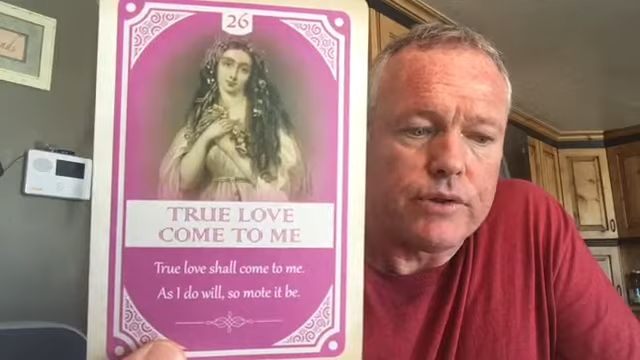 26
TRUE LOVE
COME TO ME
True love shall come to me.
As I do will, so mote it be.